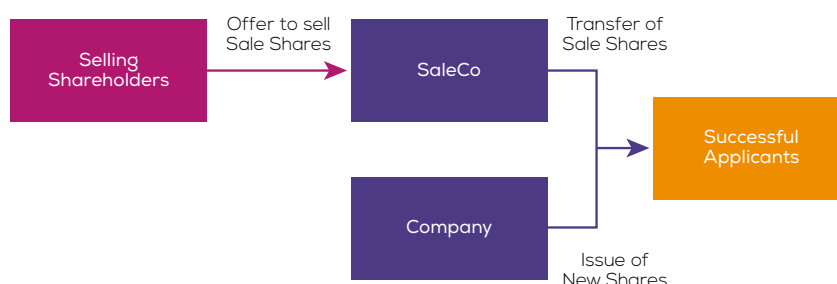 Offer to sell
Sale Shares
Transfer of
Sale Shares
Selling
Shareholders
SaleCo
Successful
Applicants
Company
Issue of
New Shares